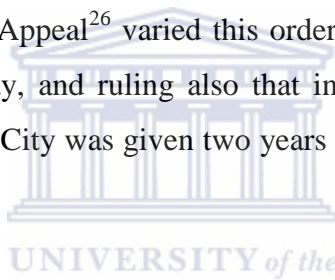 Appeal26 varied this order
y, and ruling also that in
City was given two years
UNIVERSITY of the